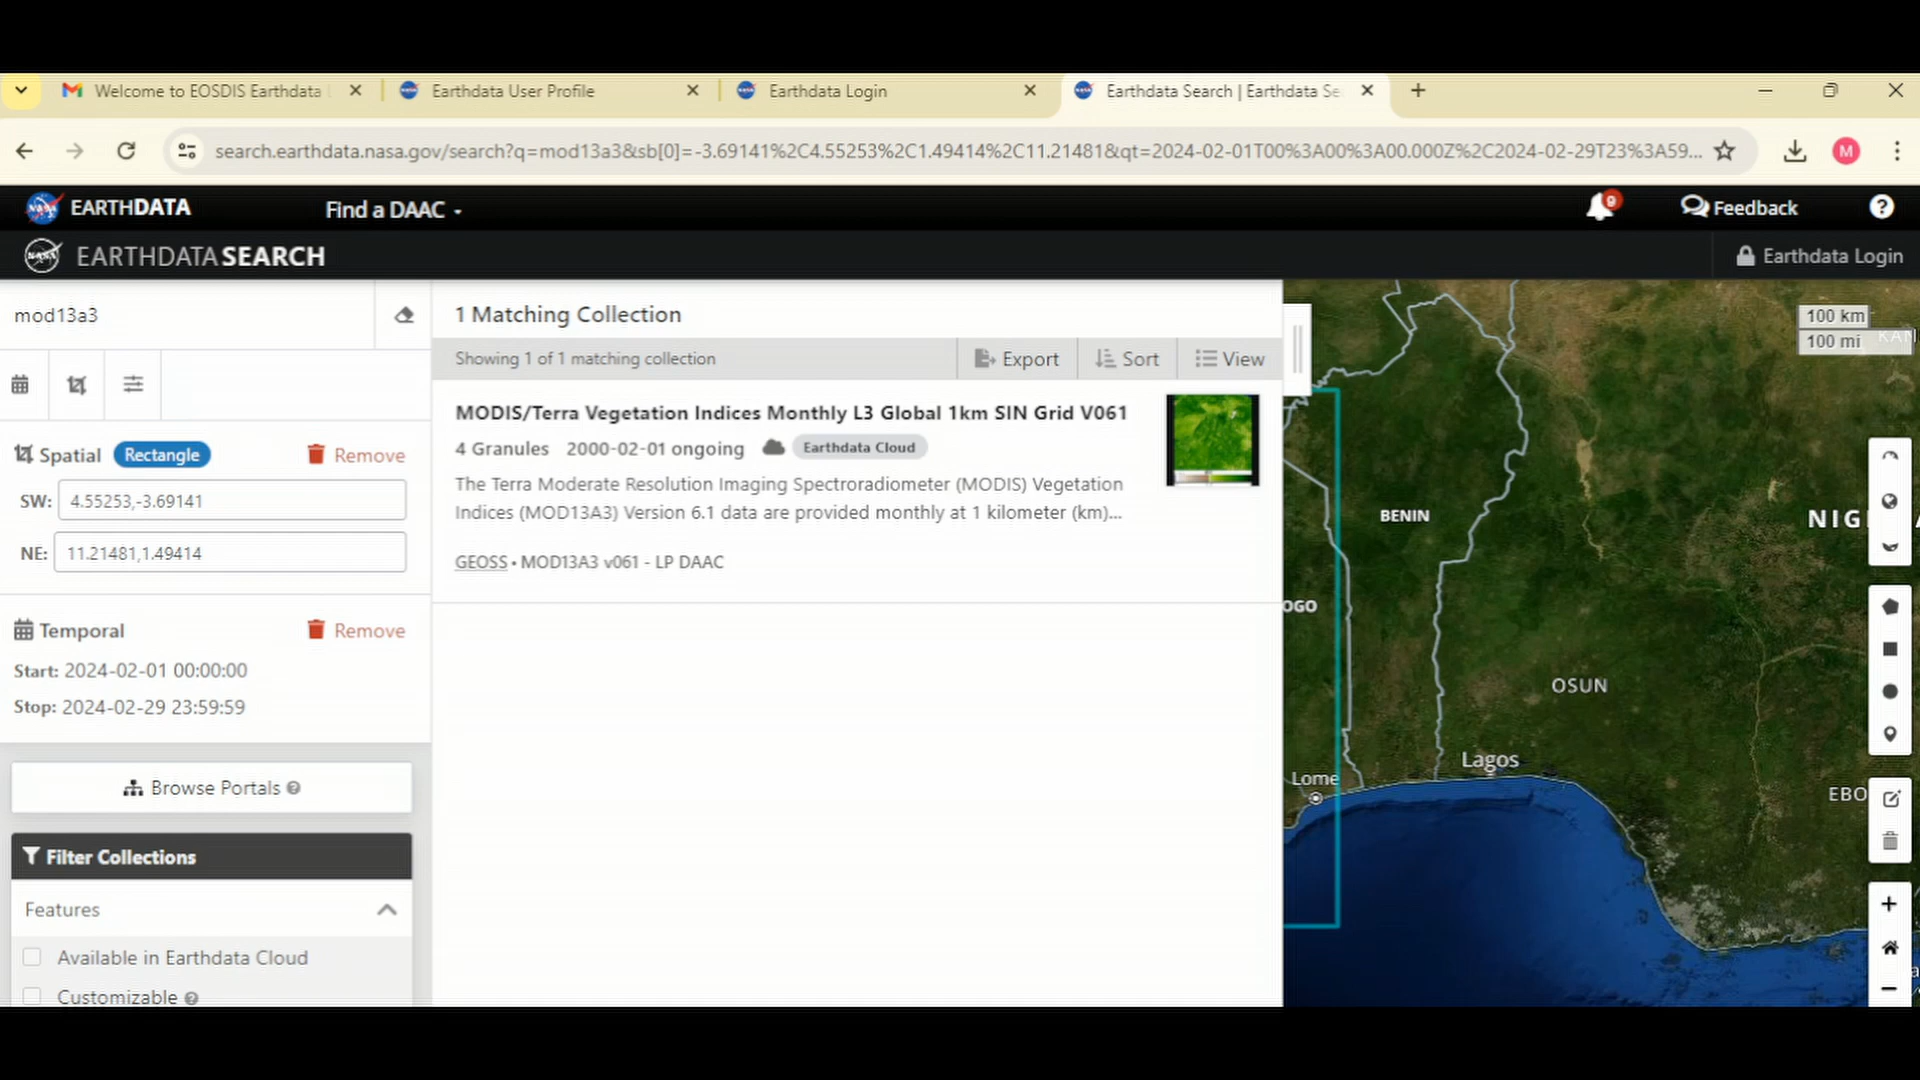 Welcome to EOSDIS Earthdata
Earthdata User Profile
Earthdata Login
Earthdata Search | Earthdata Se
search.earthdata.nasa.gov/search?q=mod13a3&sb[0]=-3.69141%2C4.55253%2C1.49414%2C11.21481&qt=2024-02-01T00%3A00%3A00.000Z%2C2024-02-29T23%3A59...
M
EARTHDATA
Find a DAAC
9
Feedback
?
NASA
EARTHDATA SEARCH
Earthdata Login
mod13a3
1 Matching Collection
Showing 1 of 1 matching collection
Export
Sort
View
Spatial
Rectangle
Remove
SW: 4.55253,-3.69141
NE: 11.21481,1.49414
Temporal
Remove
Start: 2024-02-01 00:00:00
Stop: 2024-02-29 23:59:59
Browse Portals
Filter Collections
Features
Available in Earthdata Cloud
Customizable
MODIS/Terra Vegetation Indices Monthly L3 Global 1km SIN Grid V061
4 Granules 2000-02-01 ongoing Earthdata Cloud
The Terra Moderate Resolution Imaging Spectroradiometer (MODIS) Vegetation
Indices (MOD13A3) Version 6.1 data are provided monthly at 1 kilometer (km)...
GEOSS • MOD13A3 v061 - LP DAAC
100 km
100 mi
KAN
BENIN
NIG
OGO
OSUN
Lagos
Lome
EBO